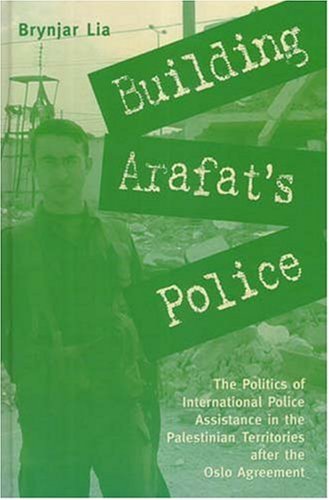 Brynjar Lia
Building
Arafat's
Police
The Politics of
International Police
Assistance in the
Palestinian Territories
after the
Oslo Agreement